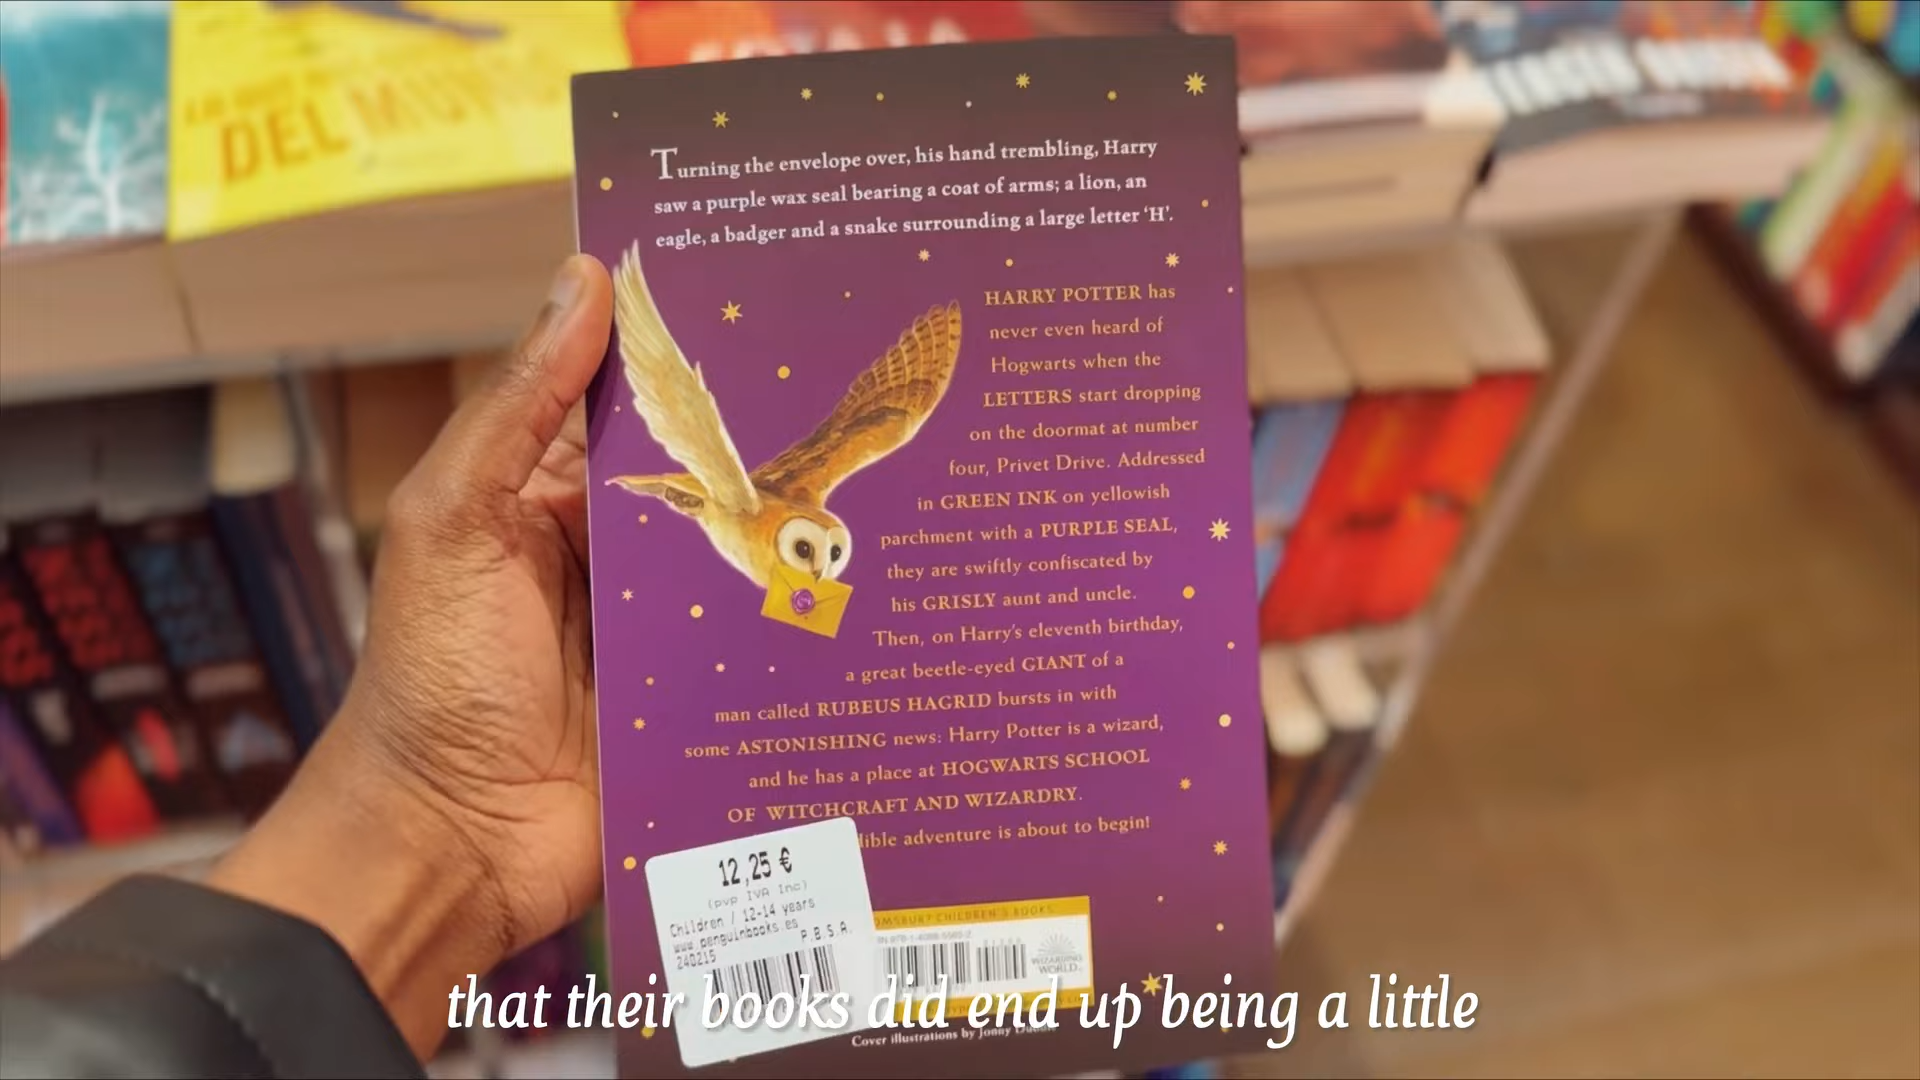 DEL MU
Turning the envelope over, his hand trembling, Harry
saw a purple wax seal bearing a coat of arms; a lion, an
eagle, a badger and a snake surrounding a large letter ‘H’.
HARRY POTTER has
never even heard of
Hogwarts when the
LETTERS start dropping
on the doormat at number
four, Privet Drive. Addressed
in GREEN INK on yellowish
parchment with a PURPLE SEAL,
they are swiftly confiscated by
his GRISLY aunt and uncle.
Then, on Harry’s eleventh birthday,
a great beetle-eyed GIANT of a
man called RUBEUS HAGRID bursts in with
some ASTONISHING news: Harry Potter is a wizard,
and he has a place at HOGWARTS SCHOOL
OF WITCHCRAFT AND WIZARDRY.
dible adventure is about to begin!
12,25 €
(pvp IVA Inc)
Children / 12-14 years
www.penguinbooks.es
240215 P.B.S.A.
OMSBURY CHILDREN'S BOOKS
WIZARDING
WORLD
that their books did end up being a little
Cover illustrations by Jonny